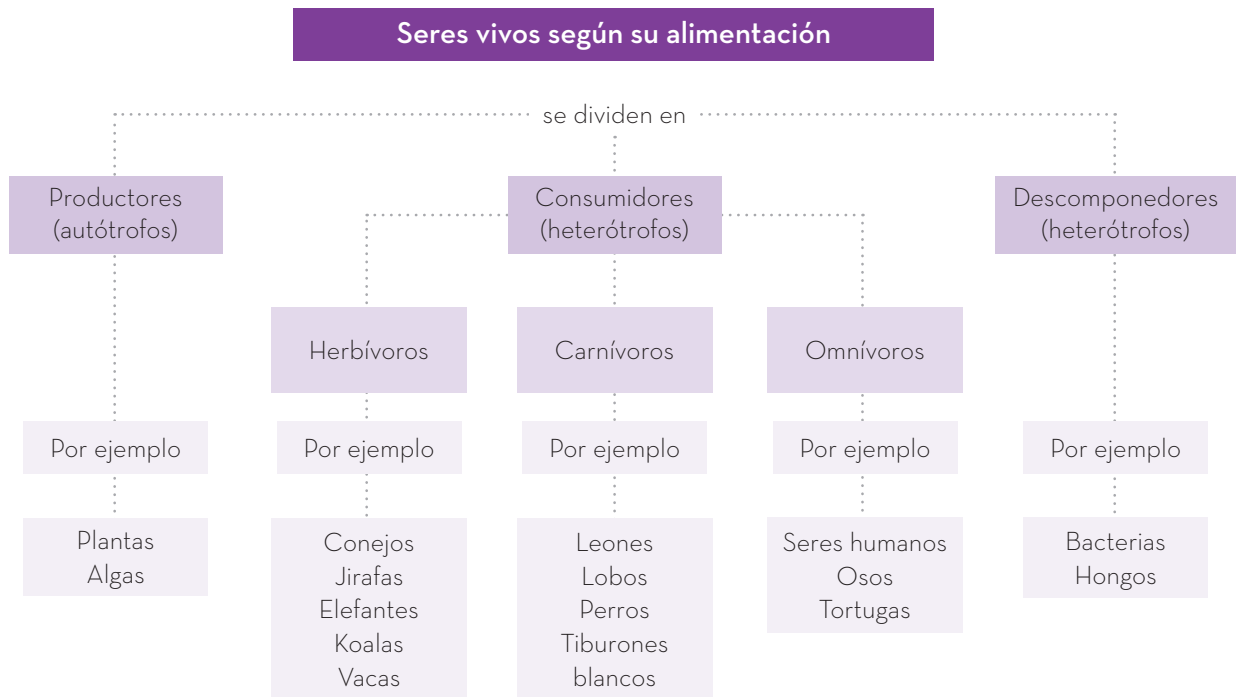 Seres vivos según su alimentación
se dividen en
Productores
(autótrofos)
Consumidores
(heterótrofos)
Descomponedores
(heterótrofos)
Herbívoros
Carnívoros
Omnívoros
Por ejemplo
Por ejemplo
Por ejemplo
Por ejemplo
Por ejemplo
Plantas
Algas
Conejos
Jirafas
Elefantes
Koalas
Vacas
Leones
Lobos
Perros
Tiburones
blancos
Seres humanos
Osos
Tortugas
Bacterias
Hongos